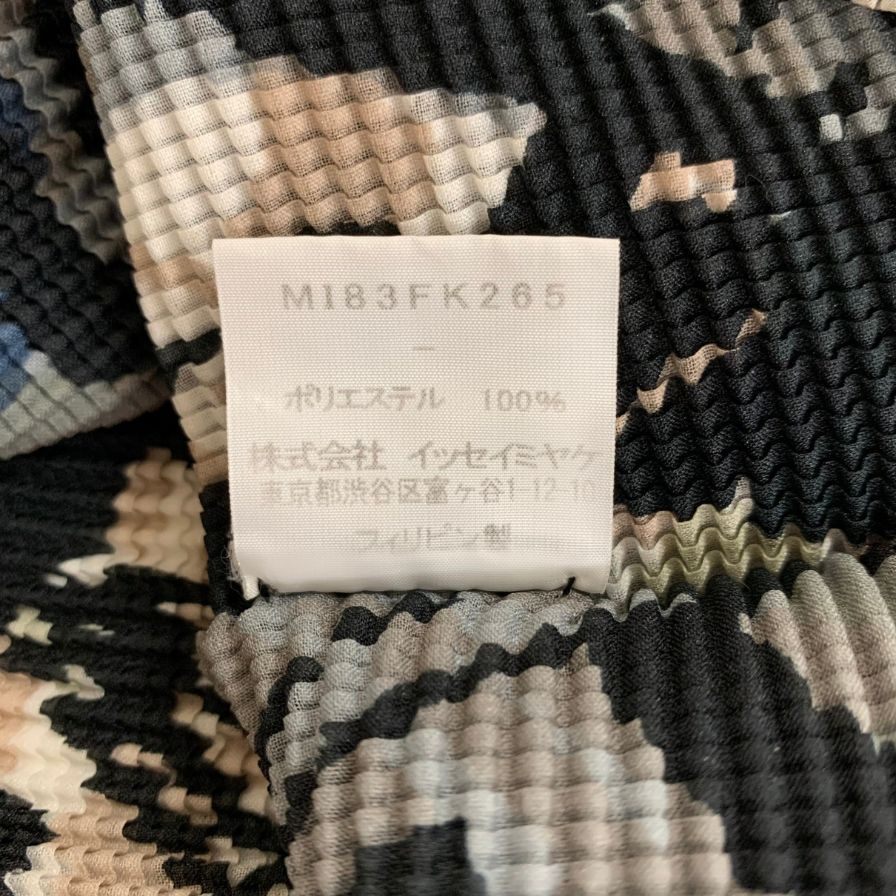 M183FK265
–
ポリエステル 100%
株式会社 イッセイミヤケ
東京都渋谷区富ヶ谷1-12-10
フィリピン製